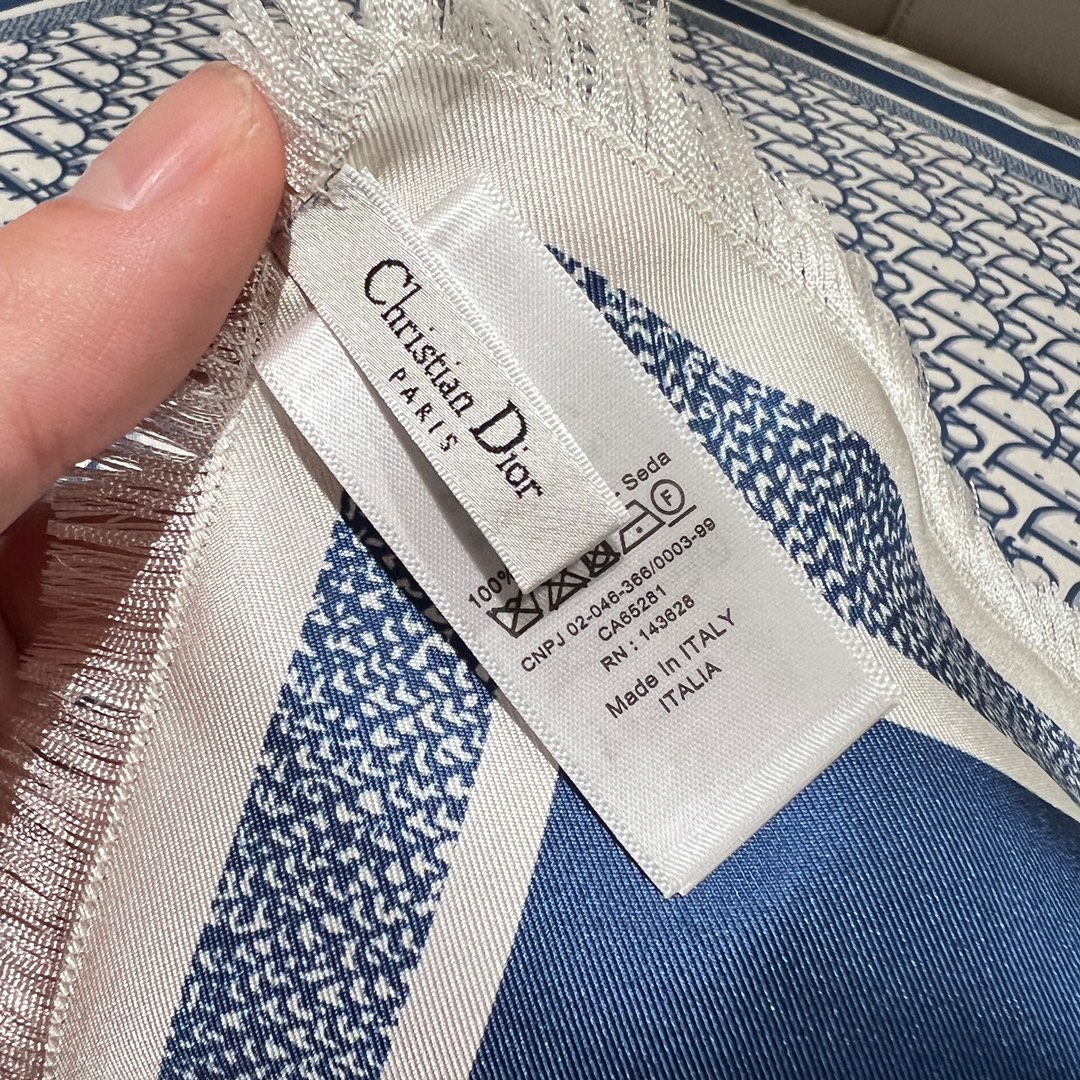 Christian Dior
PARIS
100% Seda
F
CNPJ 02-046-366/0003-99
CA65281
RN : 143628
Made In ITALY
ITALIA